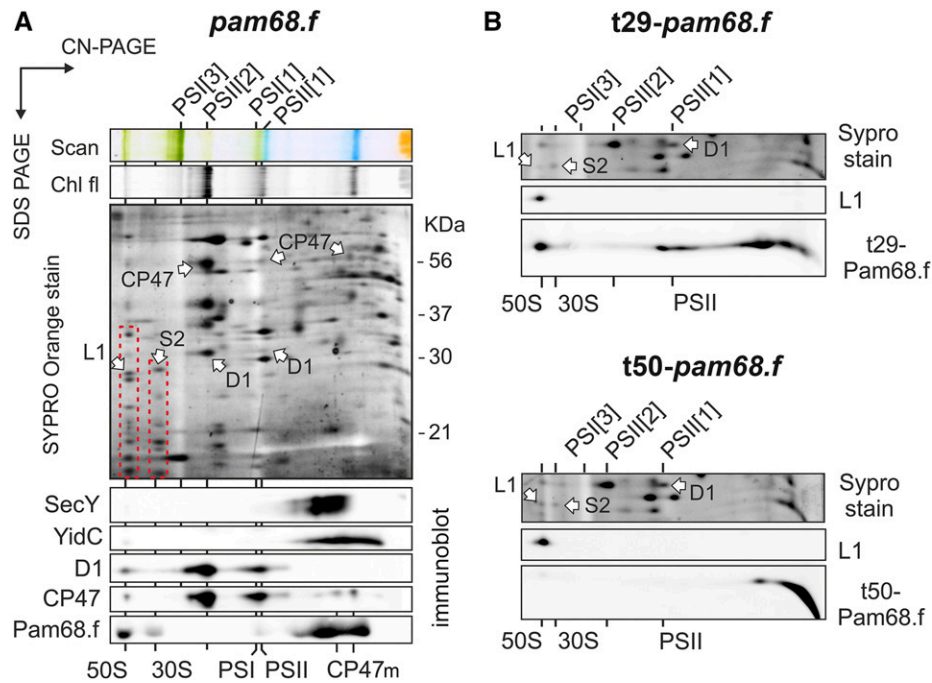 A
pam68.f
CN-PAGE
SDS PAGE
PSII[3]
PSII[2]
PSI[1]
PSII[1]
Scan
Chl fl
SYPRO Orange stain
KDa
CP47
CP47
- 56
- 37
S2
L1
D1
D1
- 30
- 21
SecY
YidC
D1
CP47
Pam68.f
immunoblot
50S
30S
PSI
PSII
CP47m
B
t29-pam68.f
PSII[3]
PSII[2]
PSII[1]
L1
S2
D1
Sypro
stain
L1
t29-
Pam68.f
50S
30S
PSII
t50-pam68.f
PSII[3]
PSII[2]
PSII[1]
L1
S2
D1
Sypro
stain
L1
t50-
Pam68.f
50S
30S
PSII